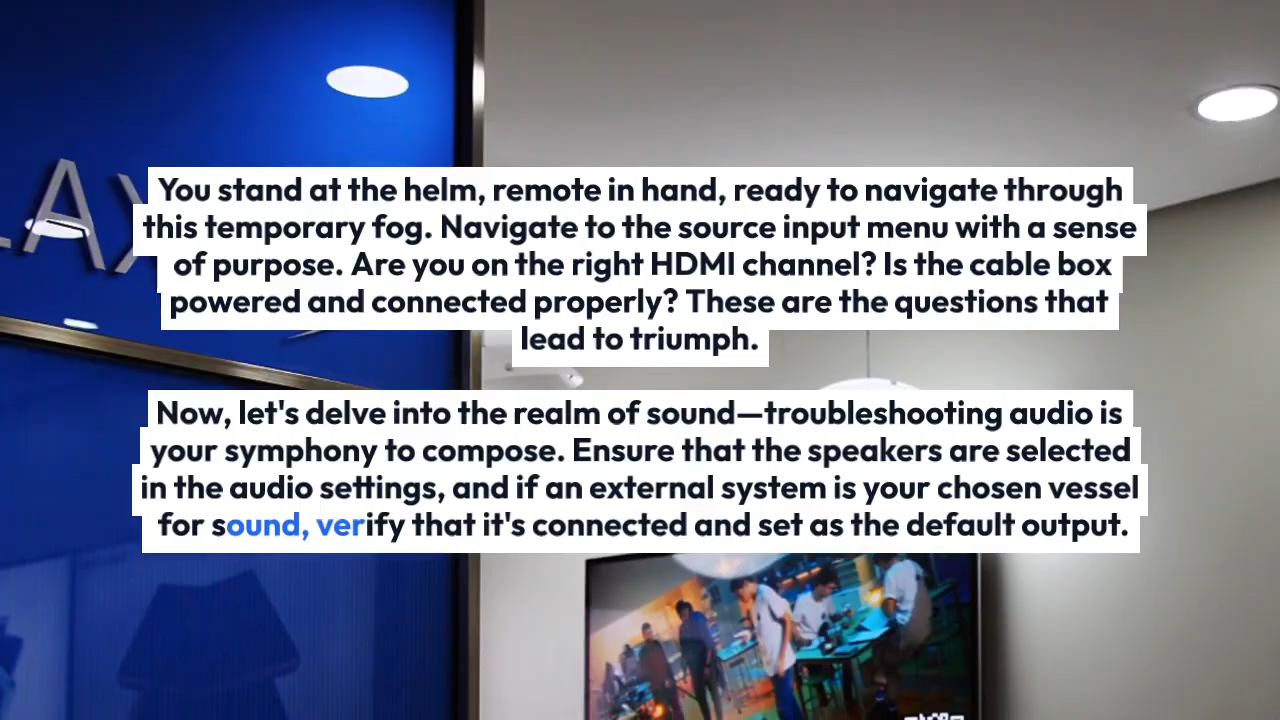 LAX
You stand at the helm, remote in hand, ready to navigate through
this temporary fog. Navigate to the source input menu with a sense
of purpose. Are you on the right HDMI channel? Is the cable box
powered and connected properly? These are the questions that
lead to triumph.
Now, let's delve into the realm of sound—troubleshooting audio is
your symphony to compose. Ensure that the speakers are selected
in the audio settings, and if an external system is your chosen vessel
for sound, verify that it's connected and set as the default output.